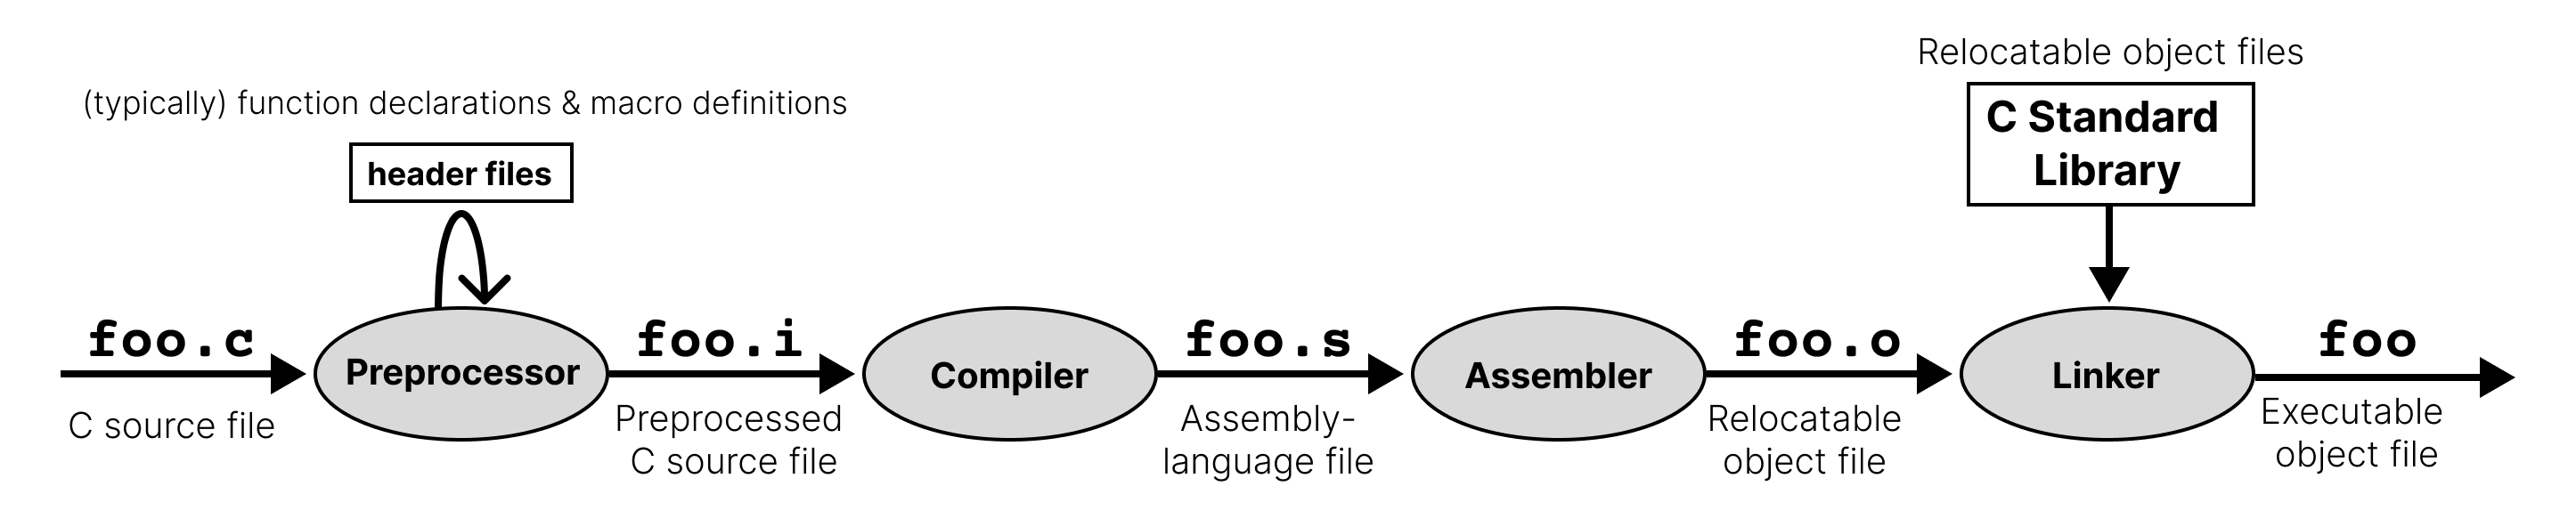 Relocatable object files
(typically) function declarations & macro definitions
C Standard
Library
header files
foo.c
foo.i
foo.s
foo.o
foo
Preprocessor
Compiler
Assembler
Linker
C source file
Preprocessed
C source file
Assembly-
language file
Relocatable
object file
Executable
object file